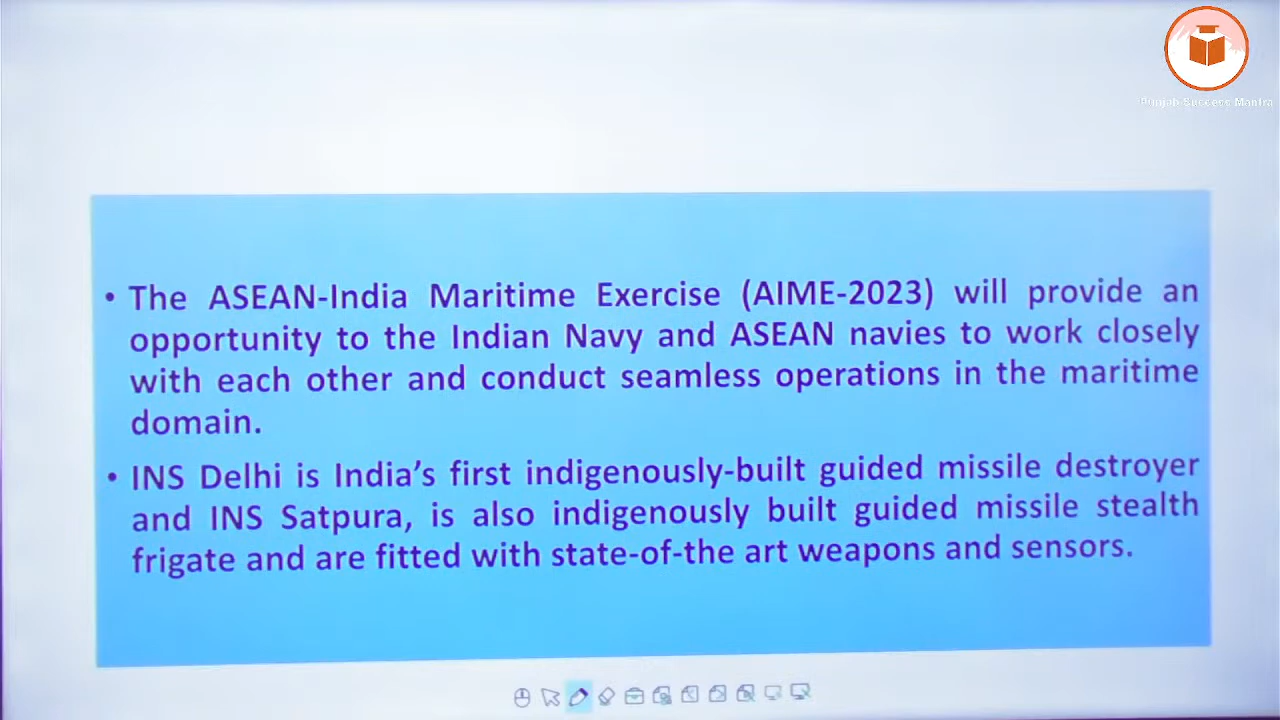 Punjab Success Mantra
• The ASEAN-India Maritime Exercise (AIME-2023) will provide an
opportunity to the Indian Navy and ASEAN navies to work closely
with each other and conduct seamless operations in the maritime
domain.
• INS Delhi is India’s first indigenously-built guided missile destroyer
and INS Satpura, is also indigenously built guided missile stealth
frigate and are fitted with state-of-the art weapons and sensors.